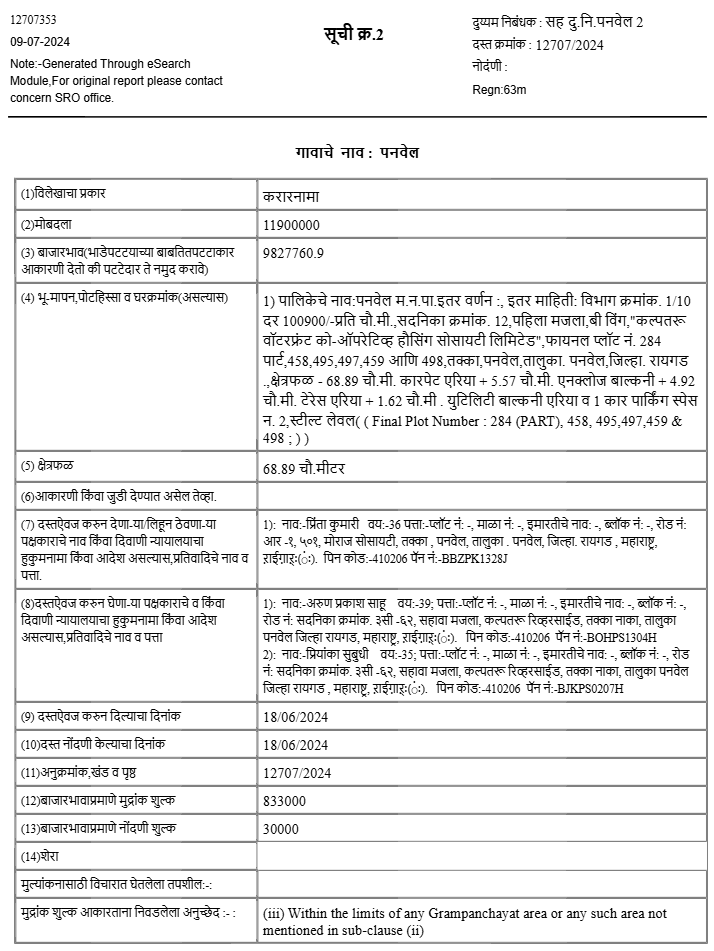 12707353
09-07-2024
Note:-Generated Through eSearch
Module,For original report please contact
concern SRO office.
सूची क्र.2
दुय्यम निबंधक : सह दु.नि.पनवेल 2
दस्त क्रमांक : 12707/2024
नोदंणी :
Regn:63m
गावाचे नाव : पनवेल
(1)विलेखाचा प्रकार
करारनामा
(2)मोबदला
11900000
(3) बाजारभाव(भाडेपटटयाच्या बाबतितपटटाकार
आकारणी देतो की पटटेदार ते नमुद करावे)
9827760.9
(4) भू-मापन,पोटहिस्सा व घरक्रमांक(असल्यास)
1) पालिकेचे नाव:पनवेल म.न.पा.इतर वर्णन :, इतर माहिती: विभाग क्रमांक. 1/10
दर 100900/-प्रति चौ.मी.,सदनिका क्रमांक. 12,पहिला मजला,बी विंग,"कल्पतरू
वॉटरफ्रंट को-ऑपरेटिव्ह हौसिंग सोसायटी लिमिटेड",फायनल प्लॉट नं. 284
पार्ट,458,495,497,459 आणि 498,तक्का,पनवेल,तालुका. पनवेल,जिल्हा. रायगड
.,क्षेत्रफळ - 68.89 चौ.मी. कारपेट एरिया + 5.57 चौ.मी. एनक्लोज बाल्कनी + 4.92
चौ.मी. टेरेस एरिया + 1.62 चौ.मी . युटिलिटी बाल्कनी एरिया व 1 कार पार्किंग स्पेस
न. 2,स्टील्ट लेवल( ( Final Plot Number : 284 (PART), 458, 495,497,459 &
498 ; ) )
(5) क्षेत्रफळ
68.89 चौ.मीटर
(6)आकारणी किंवा जुडी देण्यात असेल तेव्हा.
(7) दस्तऐवज करुन देणा-या/लिहून ठेवणा-या
पक्षकाराचे नाव किंवा दिवाणी न्यायालयाचा
हुकुमनामा किंवा आदेश असल्यास,प्रतिवादिचे नाव व
पत्ता.
1): नाव:-प्रिंता कुमारी वय:-36 पत्ता:-प्लॉट नं: -, माळा नं: -, इमारतीचे नाव: -, ब्लॉक नं: -, रोड नं:
आर -१, ५०१, मोराज सोसायटी, तक्का , पनवेल, तालुका . पनवेल, जिल्हा. रायगड , महाराष्ट्र,
पिन कोड:-410206 पॅन नं:-BBZPK1328J
(8)दस्तऐवज करुन घेणा-या पक्षकाराचे व किंवा
दिवाणी न्यायालयाचा हुकुमनामा किंवा आदेश
असल्यास,प्रतिवादिचे नाव व पत्ता
1): नाव:-अरुण प्रकाश साहू वय:-39; पत्ता:-प्लॉट नं: -, माळा नं: -, इमारतीचे नाव: -, ब्लॉक नं: -,
रोड नं: सदनिका क्रमांक. ३सी -६२, सहावा मजला, कल्पतरू रिव्हरसाईड, तक्का नाका, तालुका
पनवेल जिल्हा रायगड, महाराष्ट्र, पिन कोड:-410206 पॅन नं:-BOHPS1304H
2): नाव:-प्रियांका सुबुधी वय:-35; पत्ता:-प्लॉट नं: -, माळा नं: -, इमारतीचे नाव: -, ब्लॉक नं: -, रोड
नं: सदनिका क्रमांक. ३सी -६२, सहावा मजला, कल्पतरू रिव्हरसाईड, तक्का नाका, तालुका पनवेल
जिल्हा रायगड , महाराष्ट्र, पिन कोड:-410206 पॅन नं:-BJKPS0207H
(9) दस्तऐवज करुन दिल्याचा दिनांक
18/06/2024
(10)दस्त नोंदणी केल्याचा दिनांक
18/06/2024
(11)अनुक्रमांक,खंड व पृष्ठ
12707/2024
(12)बाजारभावाप्रमाणे मुद्रांक शुल्क
833000
(13)बाजारभावाप्रमाणे नोंदणी शुल्क
30000
(14)शेरा
मुल्यांकनासाठी विचारात घेतलेला तपशील:-:
मुद्रांक शुल्क आकारताना निवडलेला अनुच्छेद :- :
(iii) Within the limits of any Grampanchayat area or any such area not
mentioned in sub-clause (ii)